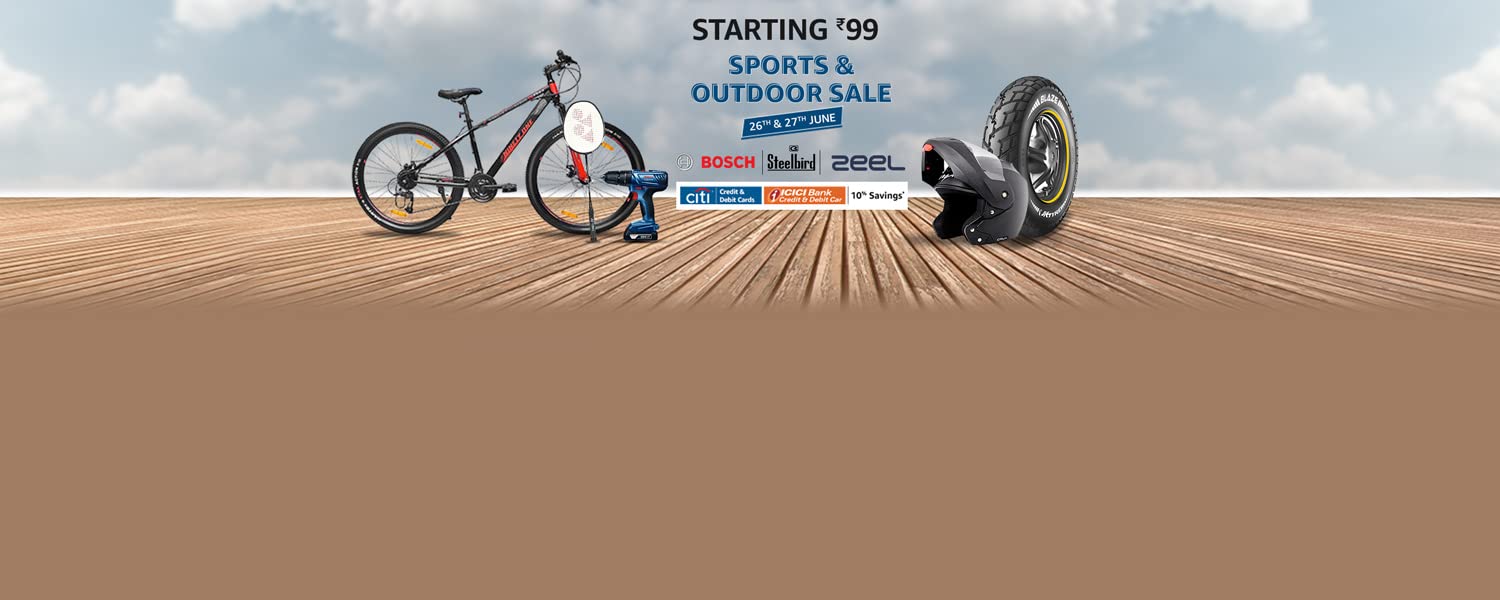 STARTING ₹99
SPORTS &
OUTDOOR SALE
26TH & 27TH JUNE
BOSCH
Steelbird
ZEEL
citi
Credit &
Debit Cards
ICICI Bank
Credit & Debit Car
10% Savings*
BLAZE